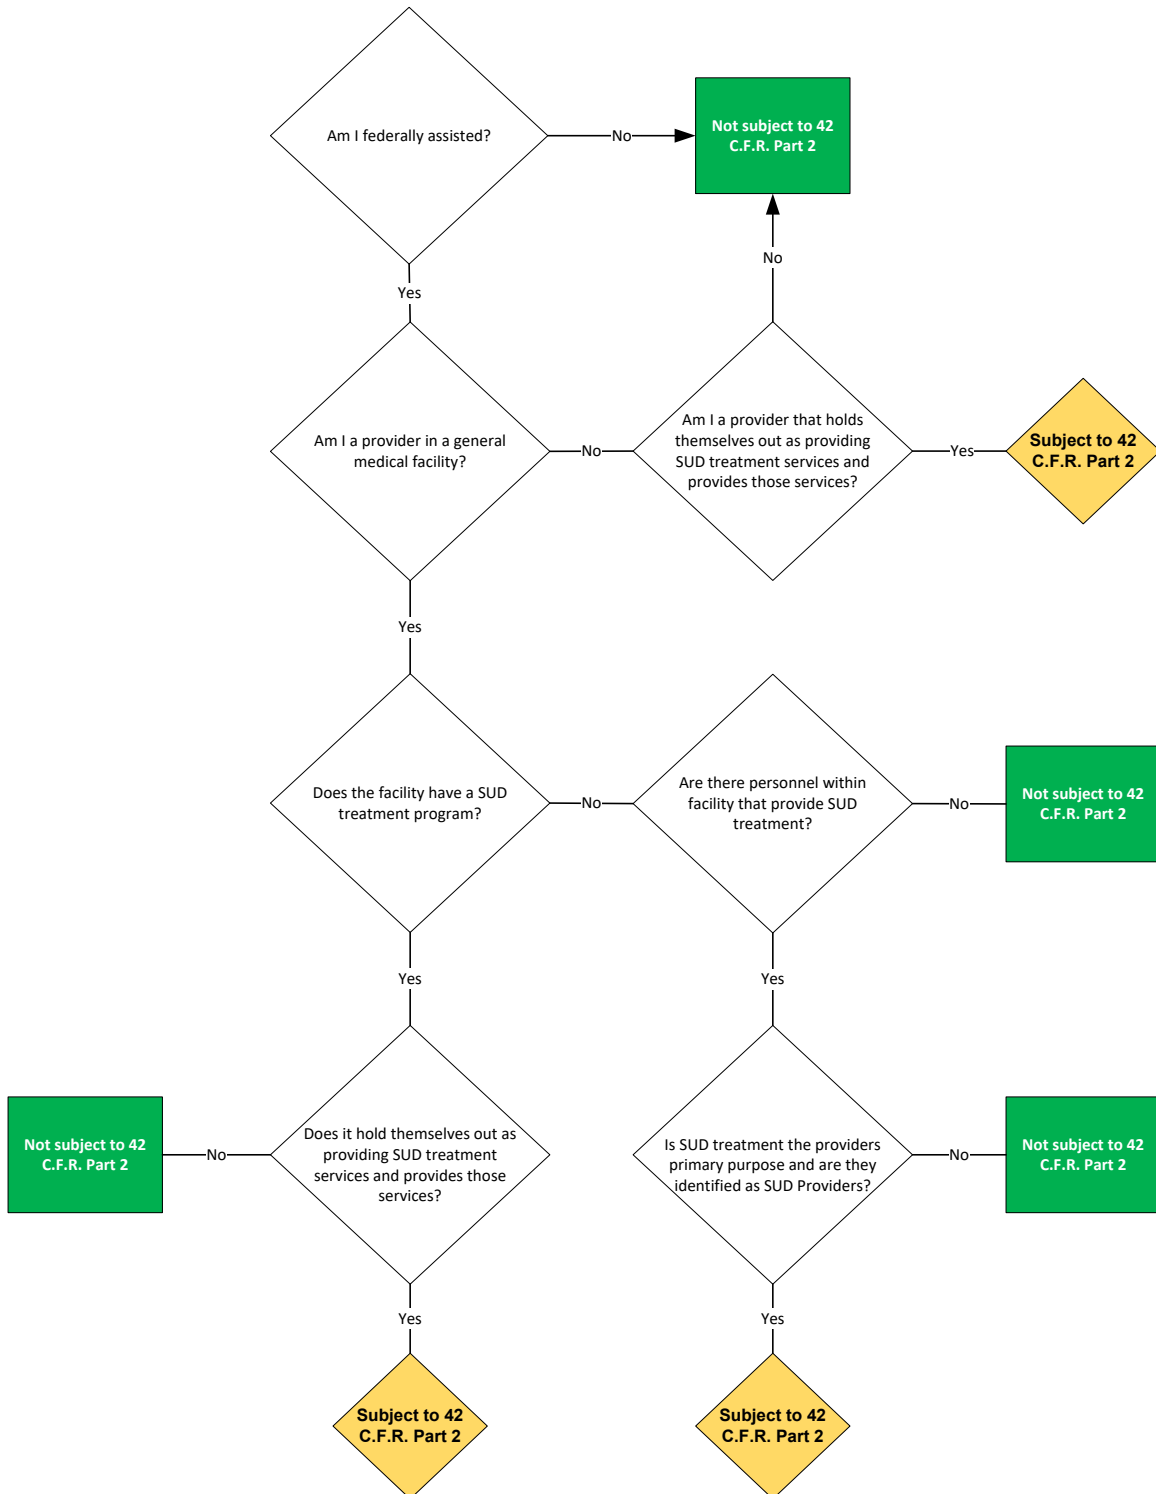 Am I federally assisted?
No
Not subject to 42
C.F.R. Part 2
Yes
No
Am I a provider in a general
medical facility?
No
Am I a provider that holds
themselves out as providing
SUD treatment services and
provides those services?
Yes
Subject to 42
C.F.R. Part 2
Yes
Does the facility have a SUD
treatment program?
No
Are there personnel within
facility that provide SUD
treatment?
No
Not subject to 42
C.F.R. Part 2
Yes
Yes
Not subject to 42
C.F.R. Part 2
No
Does it hold themselves out as
providing SUD treatment
services and provides those
services?
Is SUD treatment the providers
primary purpose and are they
identified as SUD Providers?
No
Not subject to 42
C.F.R. Part 2
Yes
Yes
Subject to 42
C.F.R. Part 2
Subject to 42
C.F.R. Part 2